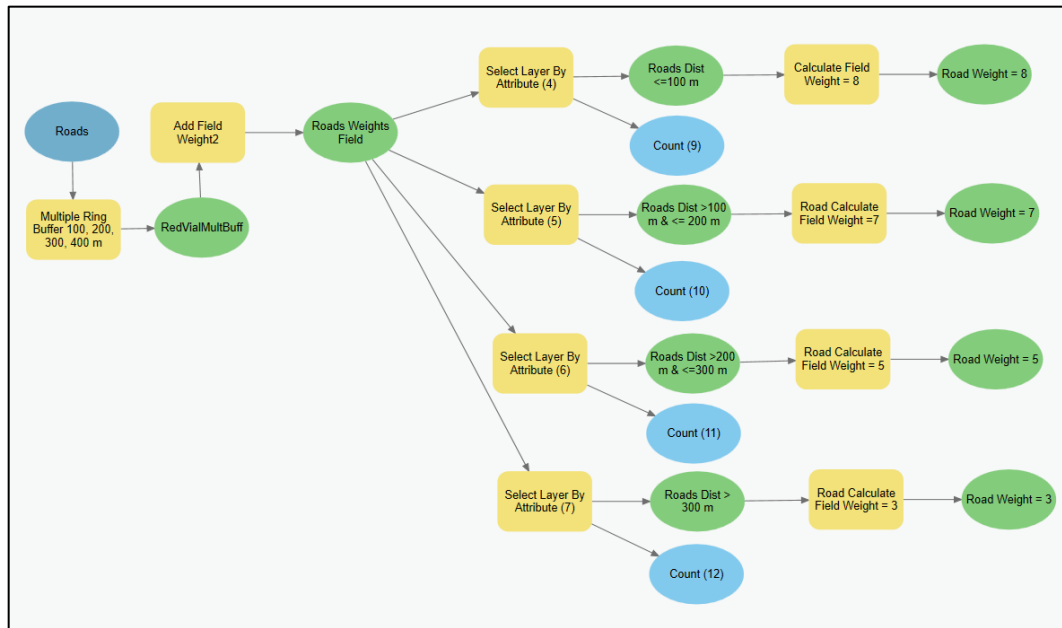 Roads
Multiple Ring
Buffer 100, 200,
300, 400 m
RedVialMultBuff
Add Field
Weight2
Roads Weights
Field
Select Layer By
Attribute (4)
Roads Dist
<=100 m
Calculate Field
Weight = 8
Road Weight = 8
Count (9)
Select Layer By
Attribute (5)
Roads Dist >100
m & <= 200 m
Road Calculate
Field Weight =7
Road Weight = 7
Count (10)
Select Layer By
Attribute (6)
Roads Dist >200
m & <=300 m
Road Calculate
Field Weight = 5
Road Weight = 5
Count (11)
Select Layer By
Attribute (7)
Roads Dist >
300 m
Road Calculate
Field Weight = 3
Road Weight = 3
Count (12)